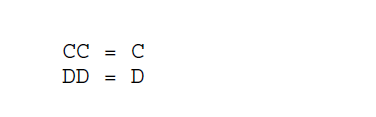 CC = C
DD = D